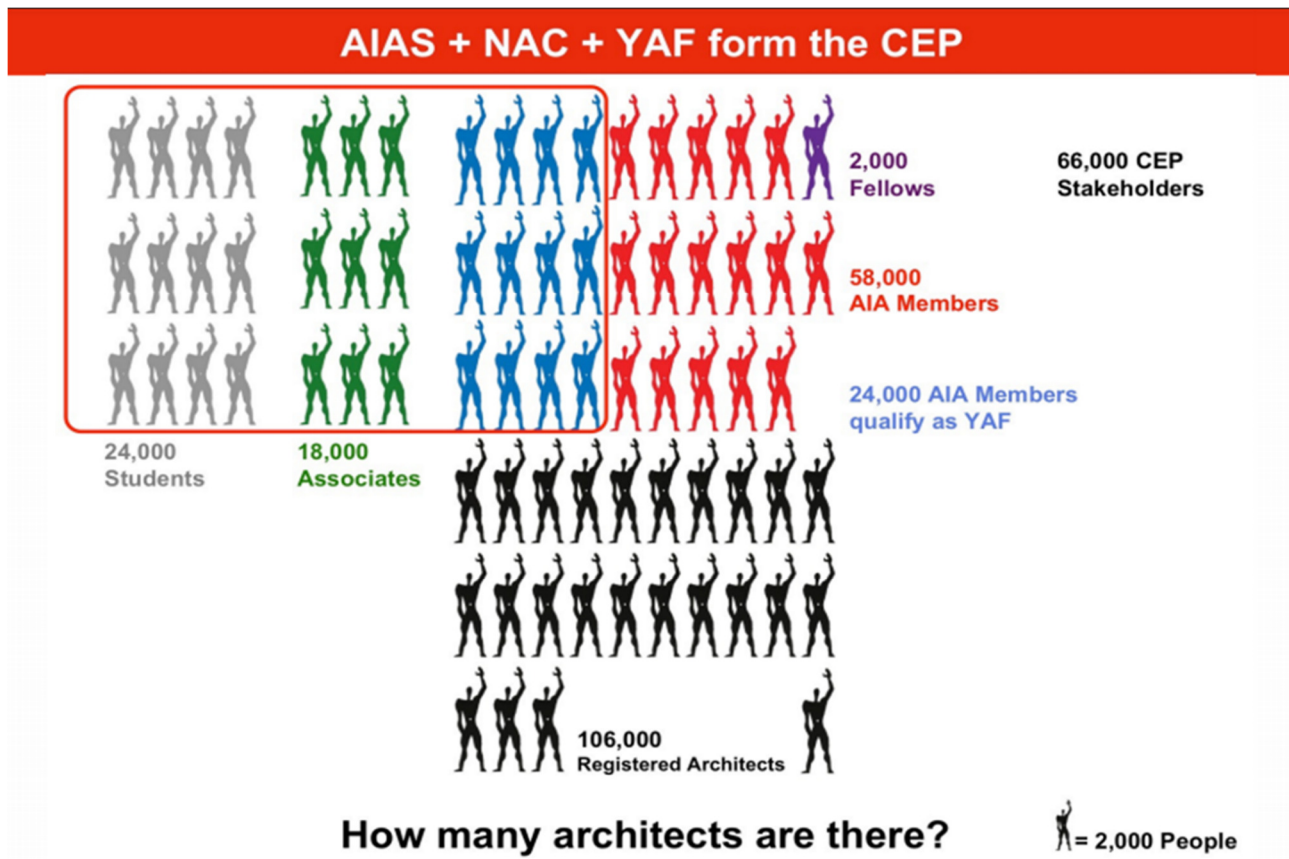 AIAS + NAC + YAF form the CEP
2,000
Fellows
66,000 CEP
Stakeholders
58,000
AIA Members
24,000 AIA Members
qualify as YAF
24,000
Students
18,000
Associates
106,000
Registered Architects
How many architects are there?
= 2,000 People